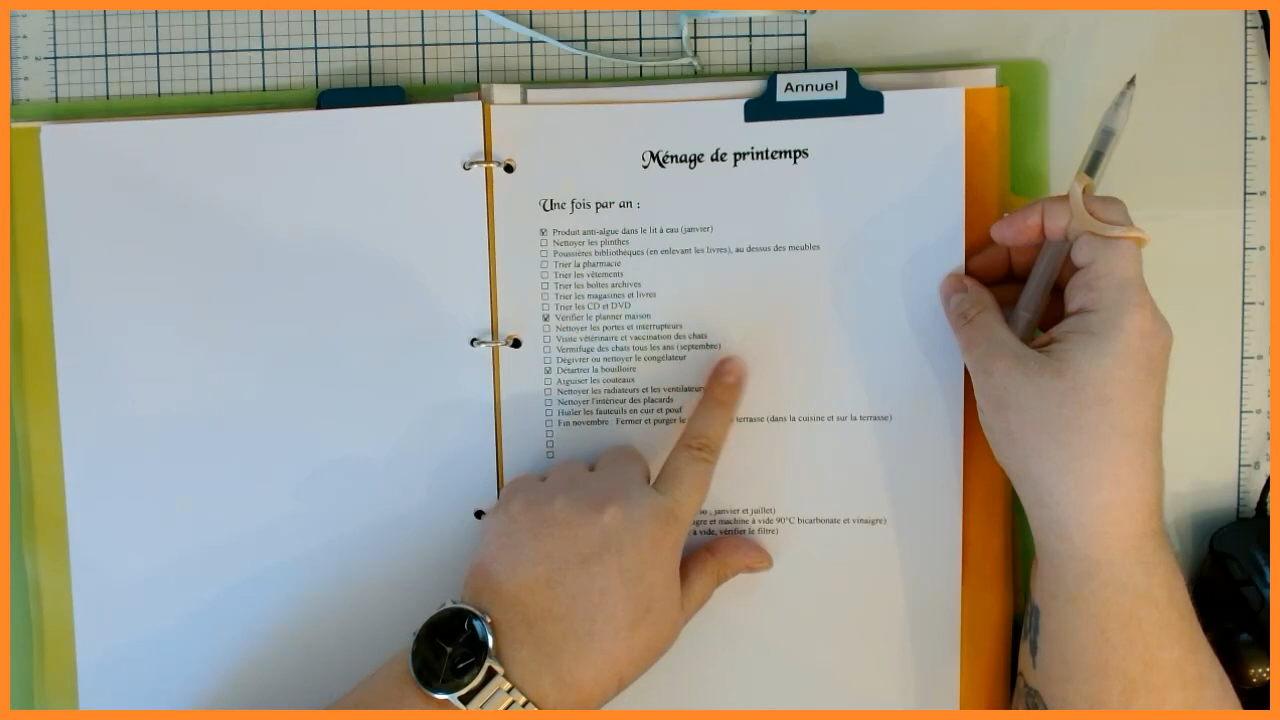 Annuel
Ménage de printemps
Une fois par an :
Produit anti-algue dans le lit à eau (janvier)
Nettoyer les plinthes
Poussières bibliothèques (en enlevant les livres), au dessus des meubles
Trier la pharmacie
Trier les vêtements
Trier les boîtes archives
Trier les magasines et livres
Trier les CD et DVD
Vérifier le planner maison
Nettoyer les portes et interrupteurs
Visite vétérinaire et vaccination des chats
Vermifuge des chats tous les ans (septembre)
Dégivrer ou nettoyer le congélateur
Détartrer la bouilloire
Aiguiser les couteaux
Nettoyer les radiateurs et les ventilateurs
Nettoyer l'intérieur des placards
Huiler les fauteuils en cuir et pouf
Fin novembre : Fermer et purger le terrasse (dans la cuisine et sur la terrasse)
janvier et juillet)
et machine à vide 90°C bicarbonate et vinaigre)
à vide, vérifier le filtre)